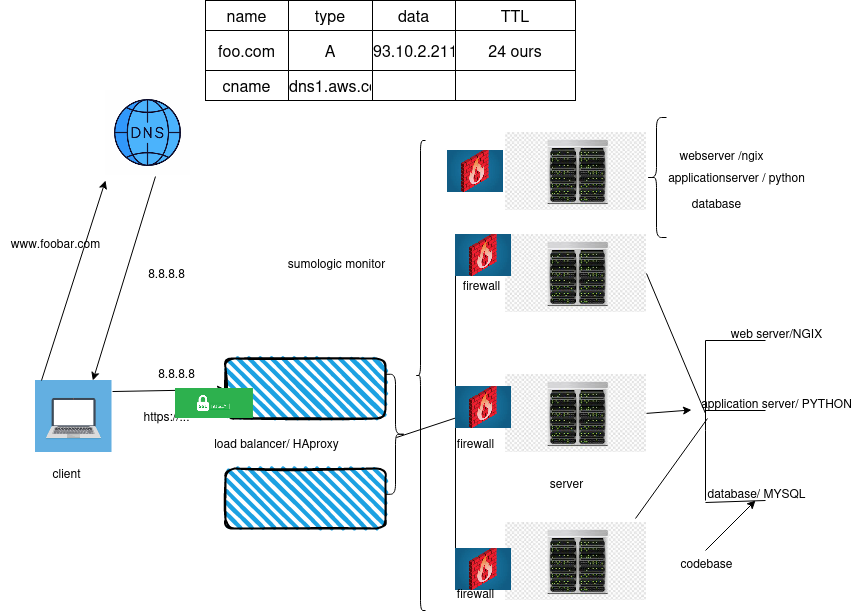 name type data TTL
foo.com A 93.10.2.211 24 ours
cname dns1.aws.c
DNS
webserver /ngix
applicationserver / python
database
www.foobar.com
8.8.8.8
sumologic monitor
firewall
web server/NGIX
8.8.8.8
SSL
application server/ PYTHON
https:/...
load balancer/ HAproxy
firewall
client
server
database/ MYSQL
codebase
firewall